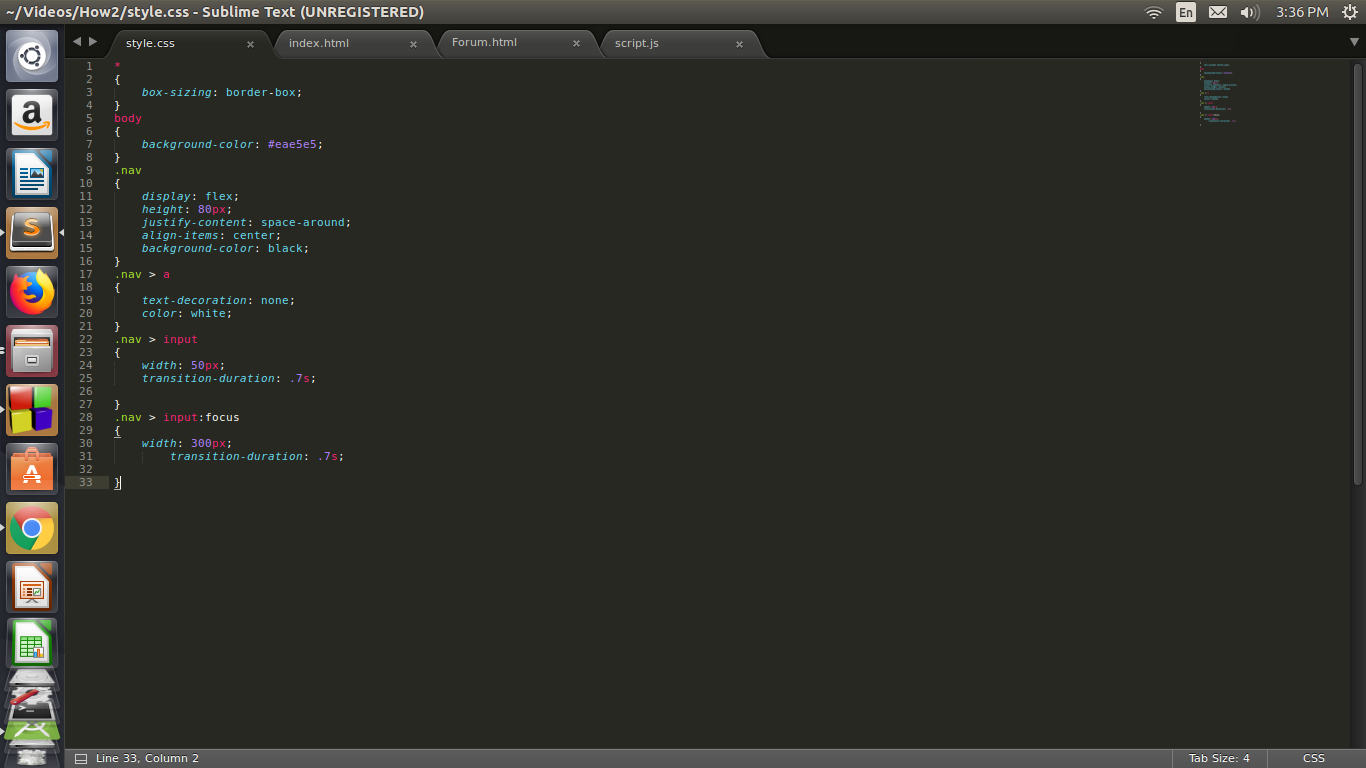 ~/Videos/How2/style.css - Sublime Text (UNREGISTERED)
En
3:36 PM
style.css × index.html × Forum.html × script.js ×
1 *
2 {
3 box-sizing: border-box;
4 }
5 body
6 {
7 background-color: #eae5e5;
8 }
9 .nav
10 {
11 display: flex;
12 height: 80px;
13 justify-content: space-around;
14 align-items: center;
15 background-color: black;
16 }
17 .nav > a
18 {
19 text-decoration: none;
20 color: white;
21 }
22 .nav > input
23 {
24 width: 50px;
25 transition-duration: .7s;
26
27 }
28 .nav > input:focus
29 {
30 width: 300px;
31 transition-duration: .7s;
32
33 }
a
S
A
Line 33, Column 2
Tab Size: 4
CSS